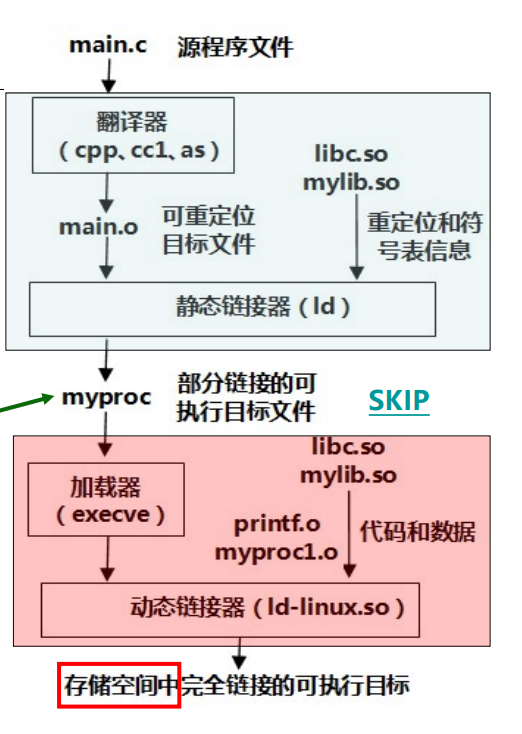 main.c 源程序文件
翻译器
（cpp、cc1、as）
libc.so
mylib.so
main.o
可重定位
目标文件
重定位和符
号表信息
静态链接器（ld）
myproc
部分链接的可
执行目标文件
SKIP
libc.so
mylib.so
加载器
（execve）
printf.o
myproc1.o
代码和数据
动态链接器（ld-linux.so）
存储空间中完全链接的可执行目标